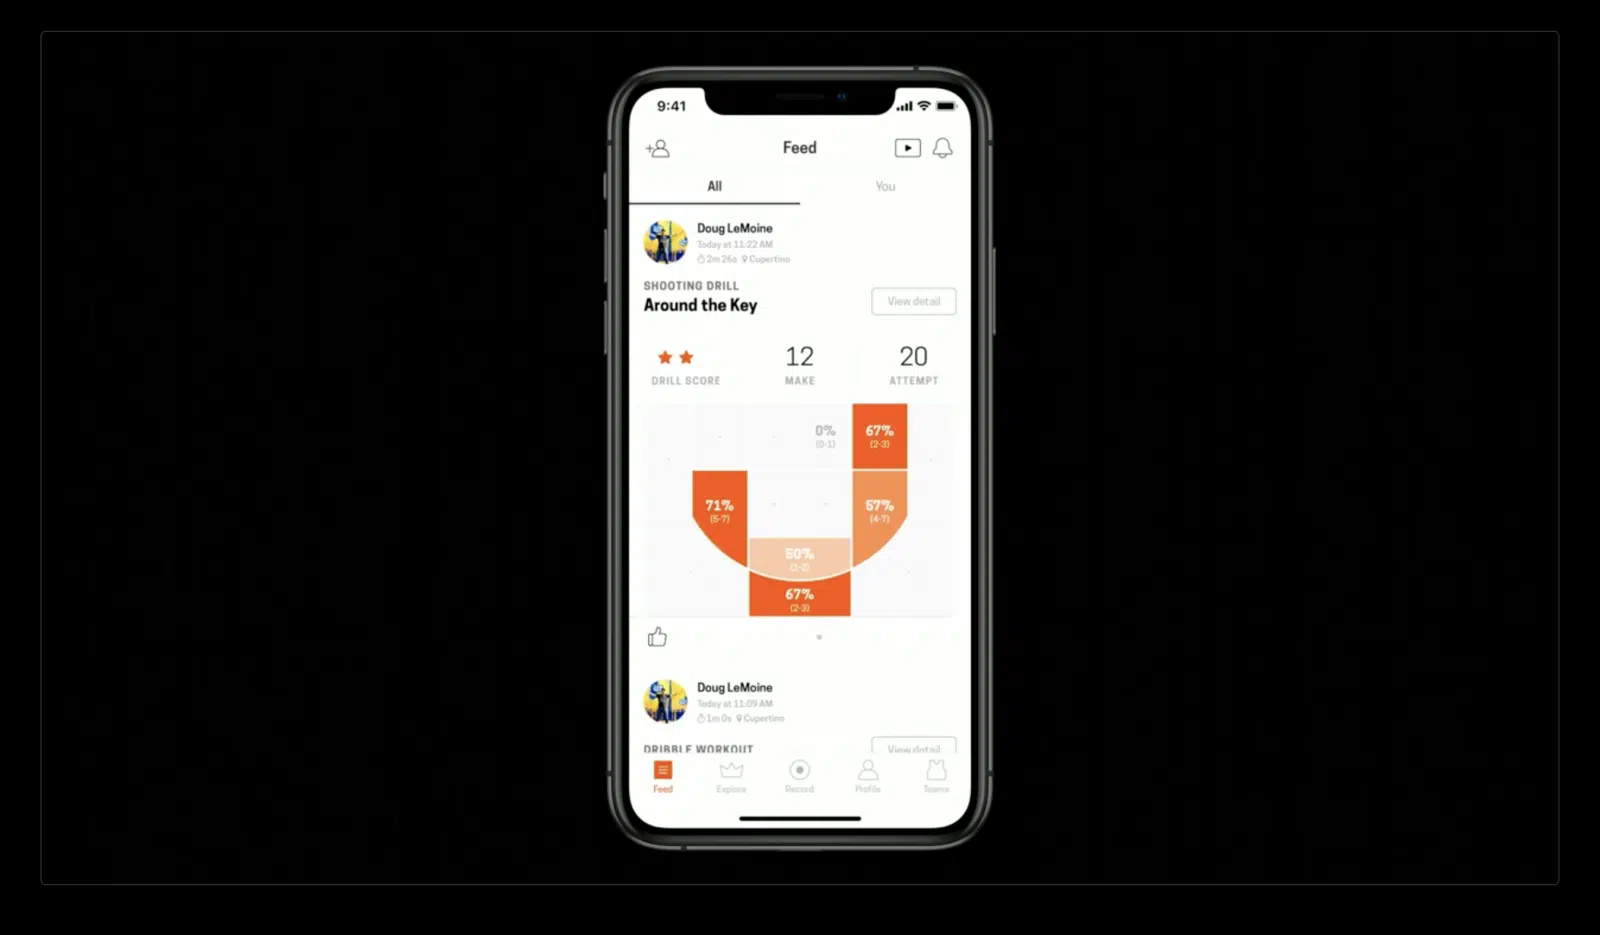 9:41
Feed
All You
Doug LeMoine
Today at 11:22 AM
2m 26s Cupertino
SHOOTING DRILL
Around the Key
View detail
12 20
DRILL SCORE MAKE ATTEMPT
0% 67%
(0-1) (2-3)
71% 57%
(5-7) (4-7)
50%
(1-2)
67%
(2-3)
Doug LeMoine
Today at 11:09 AM
1m 0s Cupertino
DRIBBLE WORKOUT View detail
Feed Explore Record Profile Teams